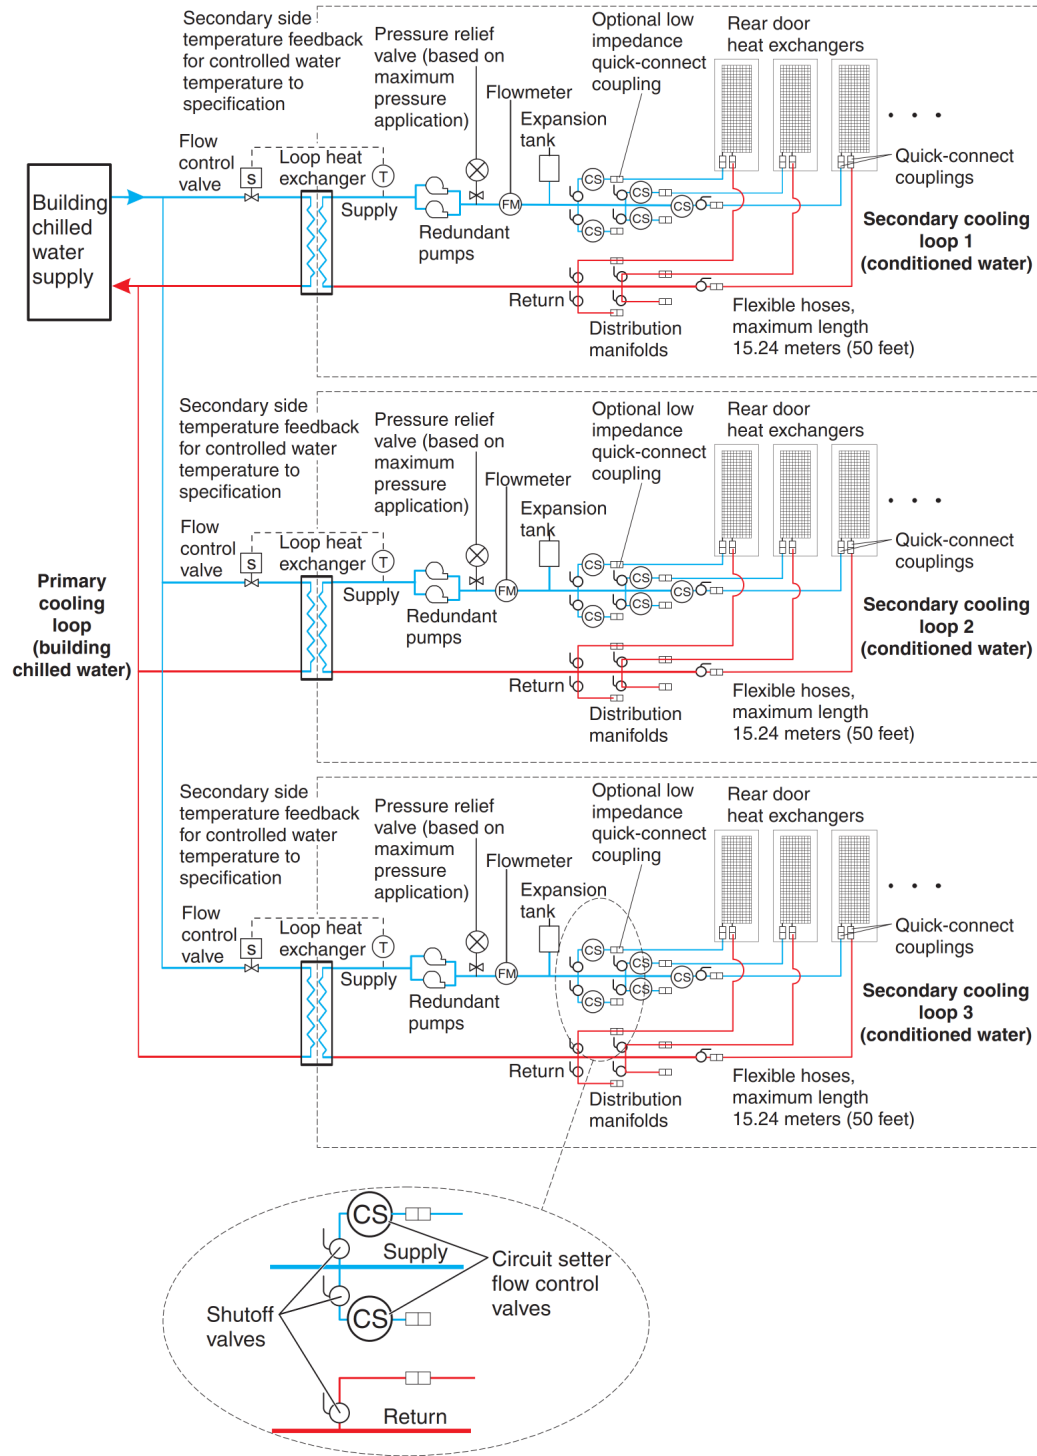 Secondary side
temperature feedback
for controlled water
temperature to
specification
Pressure relief
valve (based on
maximum
pressure
application)
Flowmeter
Expansion
tank
Optional low
impedance
quick-connect
coupling
Rear door
heat exchangers
Flow
control
valve
S
Loop heat
exchanger
T
Supply
Redundant
pumps
FM
CS
CS
CS
CS
CS
Quick-connect
couplings
Building
chilled
water
supply
Secondary cooling
loop 1
(conditioned water)
Return
Distribution
manifolds
Flexible hoses,
maximum length
15.24 meters (50 feet)
Secondary side
temperature feedback
for controlled water
temperature to
specification
Pressure relief
valve (based on
maximum
pressure
application)
Flowmeter
Expansion
tank
Optional low
impedance
quick-connect
coupling
Rear door
heat exchangers
Flow
control
valve
S
Loop heat
exchanger
T
Supply
Redundant
pumps
FM
CS
CS
CS
CS
CS
Quick-connect
couplings
Primary
cooling
loop
(building
chilled water)
Secondary cooling
loop 2
(conditioned water)
Return
Distribution
manifolds
Flexible hoses,
maximum length
15.24 meters (50 feet)
Secondary side
temperature feedback
for controlled water
temperature to
specification
Pressure relief
valve (based on
maximum
pressure
application)
Flowmeter
Expansion
tank
Optional low
impedance
quick-connect
coupling
Rear door
heat exchangers
Flow
control
valve
S
Loop heat
exchanger
T
Supply
Redundant
pumps
FM
CS
CS
CS
CS
CS
Quick-connect
couplings
Secondary cooling
loop 3
(conditioned water)
Return
Distribution
manifolds
Flexible hoses,
maximum length
15.24 meters (50 feet)
CS
Supply
Circuit setter
flow control
valves
CS
Shutoff
valves
Return